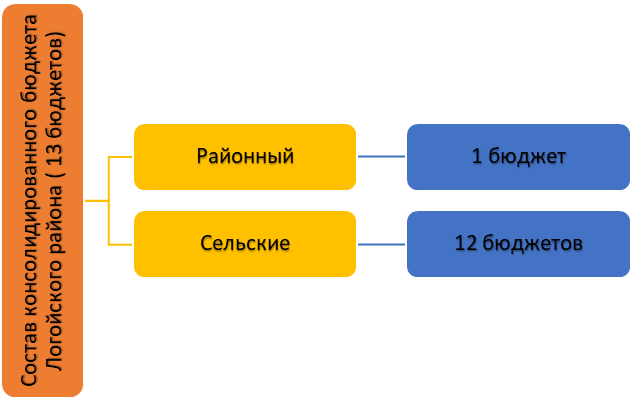 Состав консолидированного бюджета
Логойского района ( 13 бюджетов)
Районный
1 бюджет
Сельские
12 бюджетов